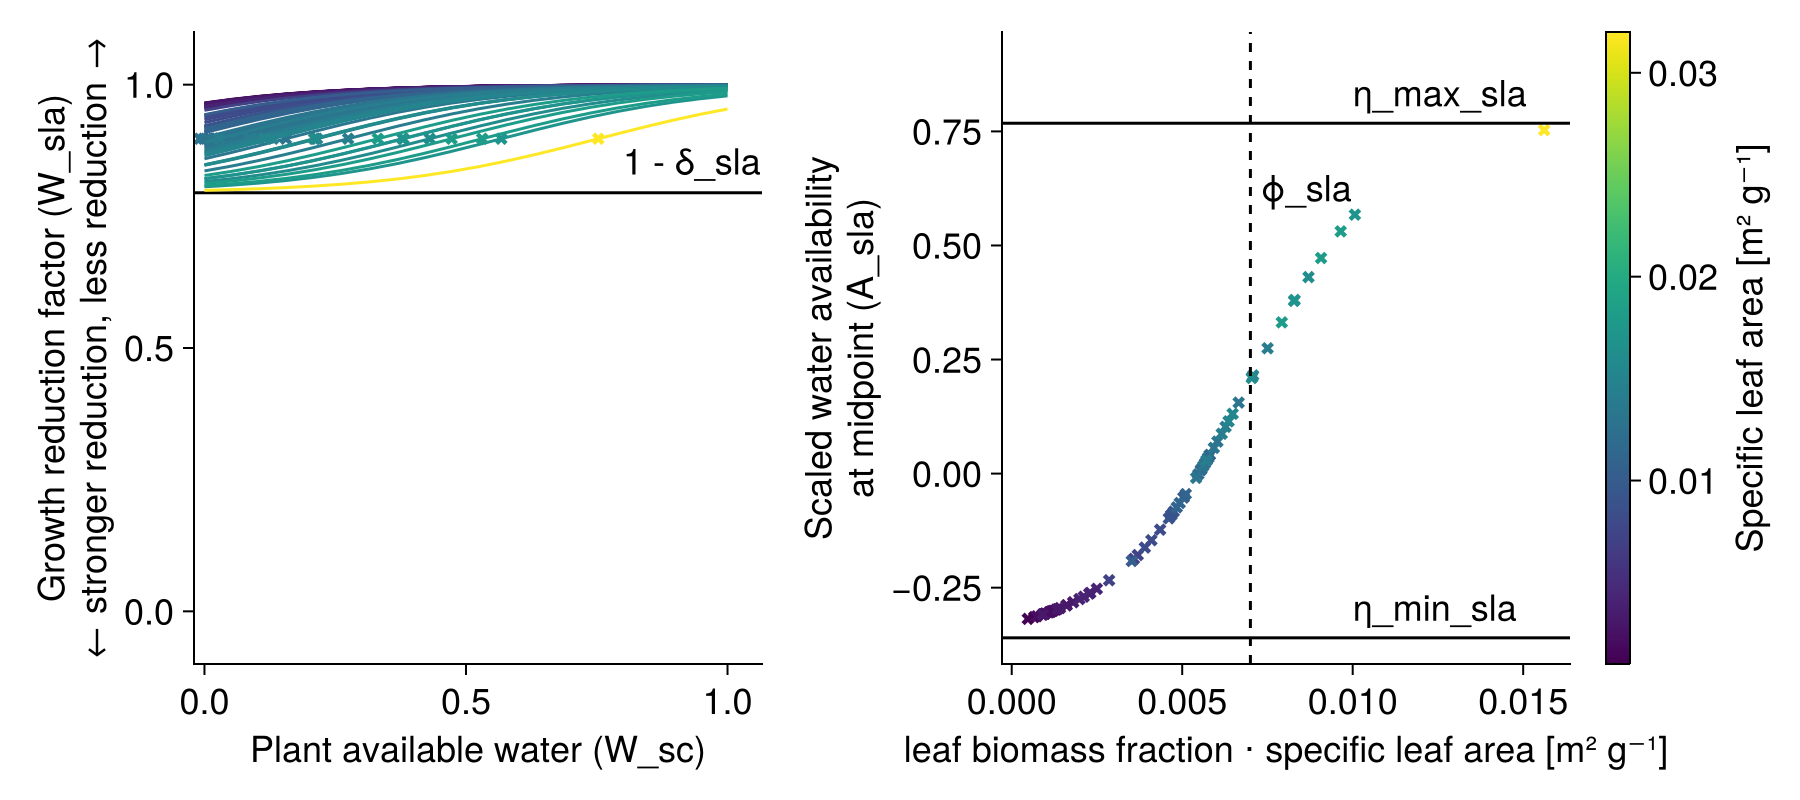 Growth reduction factor (W_sla)
← stronger reduction, less reduction →
1.0
0.5
0.0
1 - δ_sla
0.0
0.5
1.0
Plant available water (W_sc)
Scaled water availability
at midpoint (A_sla)
0.75
0.50
0.25
0.00
−0.25
η_max_sla
ϕ_sla
η_min_sla
0.000
0.005
0.010
0.015
leaf biomass fraction · specific leaf area [m² g⁻¹]
0.03
0.02
0.01
Specific leaf area [m² g⁻¹]